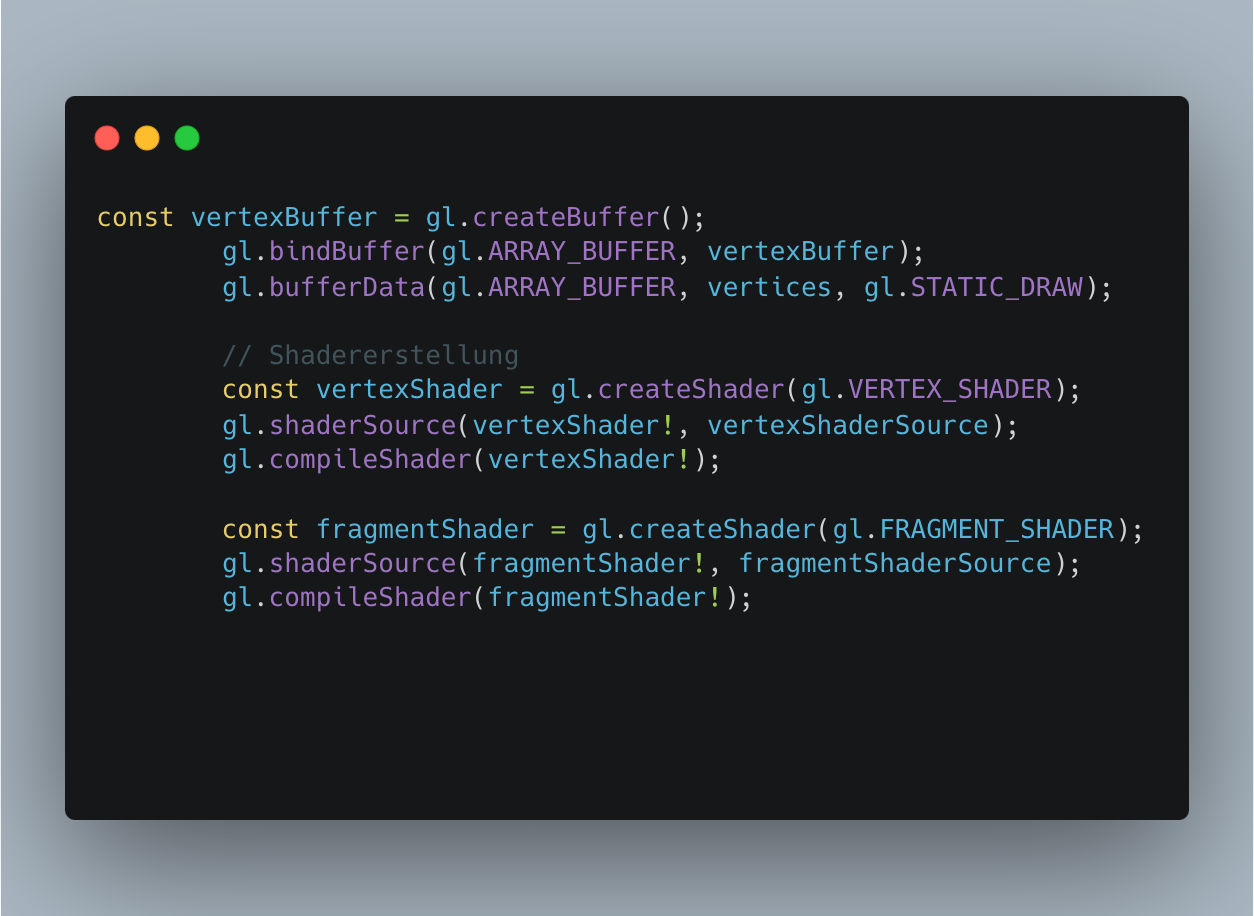 const vertexBuffer = gl.createBuffer();
        gl.bindBuffer(gl.ARRAY_BUFFER, vertexBuffer);
        gl.bufferData(gl.ARRAY_BUFFER, vertices, gl.STATIC_DRAW);

        // Shadererstellung
        const vertexShader = gl.createShader(gl.VERTEX_SHADER);
        gl.shaderSource(vertexShader!, vertexShaderSource);
        gl.compileShader(vertexShader!);

        const fragmentShader = gl.createShader(gl.FRAGMENT_SHADER);
        gl.shaderSource(fragmentShader!, fragmentShaderSource);
        gl.compileShader(fragmentShader!);